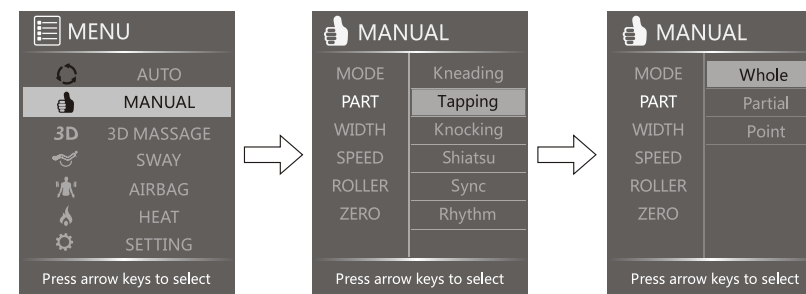 MENU
AUTO
MANUAL
3D 3D MASSAGE
SWAY
AIRBAG
HEAT
SETTING
Press arrow keys to select
MANUAL
MODE Kneading
PART Tapping
WIDTH Knocking
SPEED Shiatsu
ROLLER Sync
ZERO Rhythm
Press arrow keys to select
MANUAL
MODE Whole
PART Partial
WIDTH Point
SPEED
ROLLER
ZERO
Press arrow keys to select